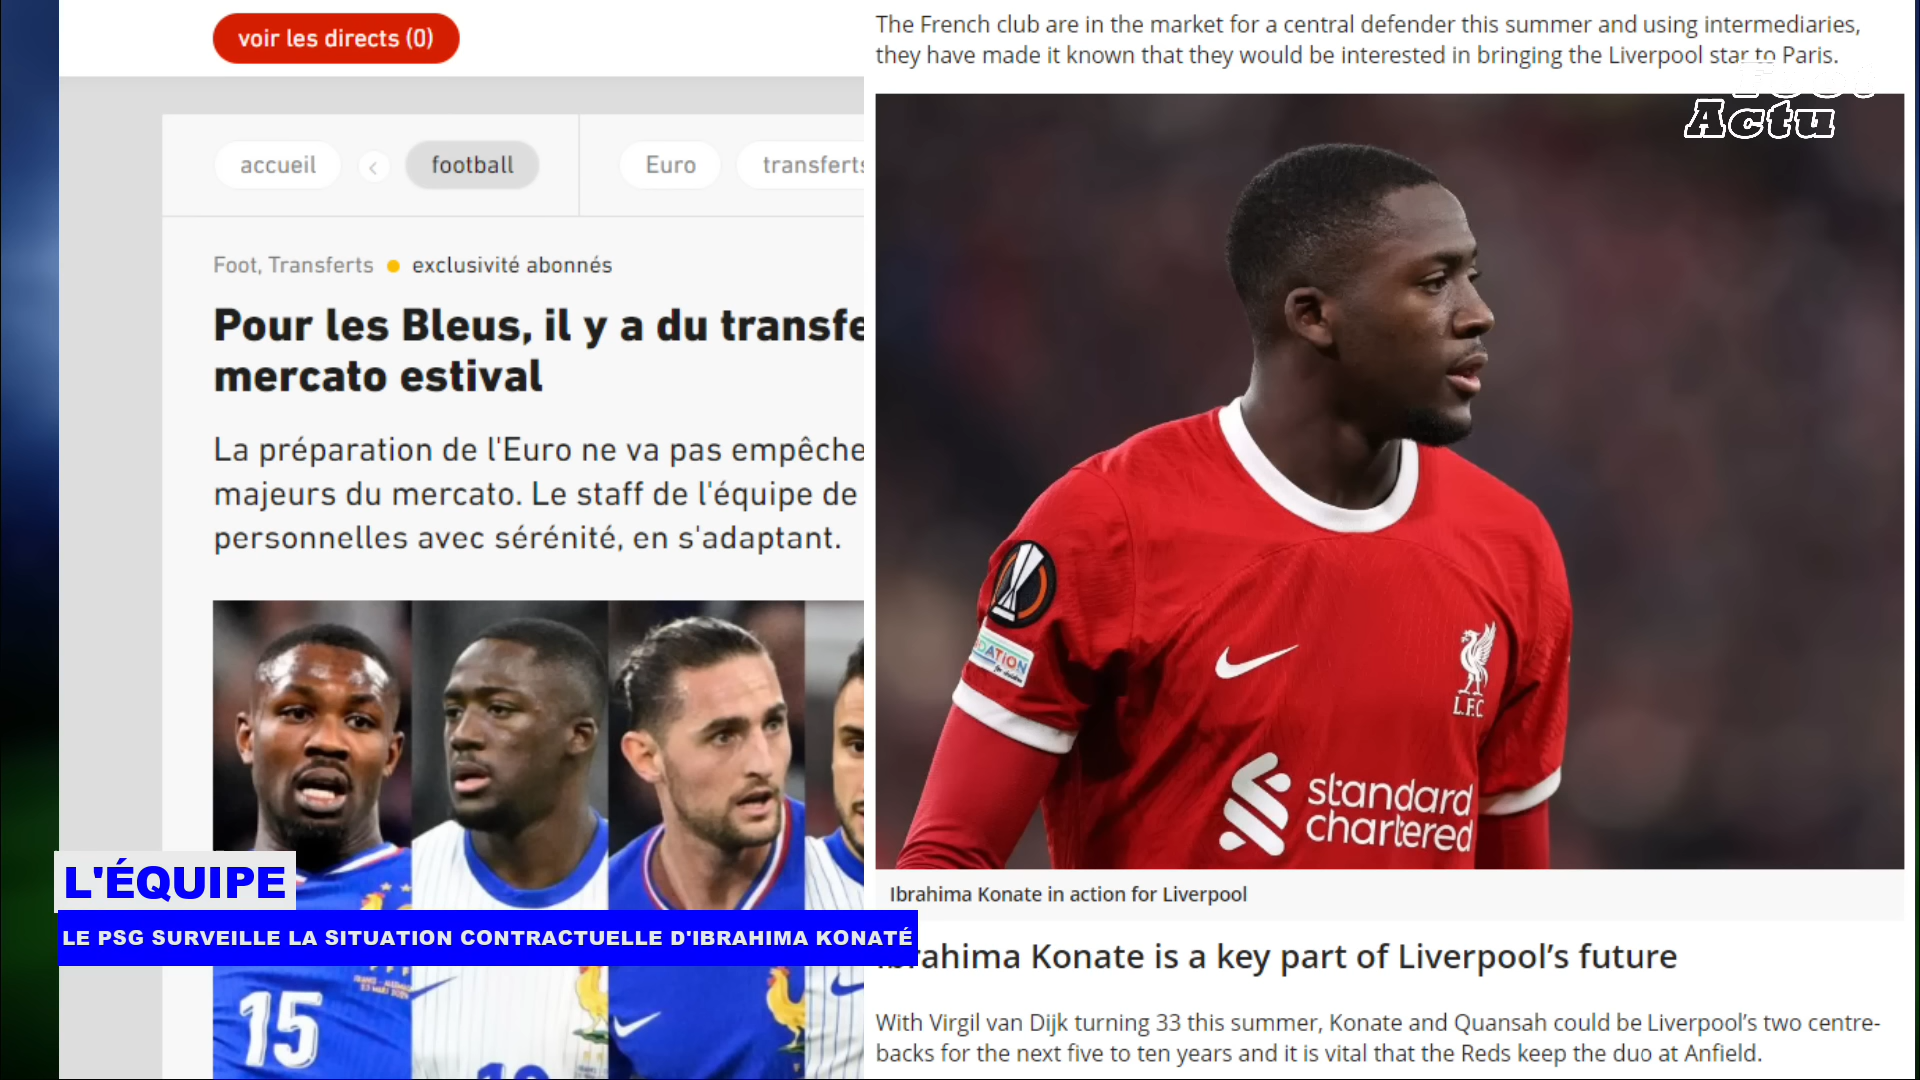 voir les directs (0)
accueil
football
Euro
transferts
Foot, Transferts
exclusivité abonnés
Pour les Bleus, il y a du transfe
mercato estival
La préparation de l'Euro ne va pas empêche
majeurs du mercato. Le staff de l'équipe de
personnelles avec sérénité, en s'adaptant.
15
L'ÉQUIPE
LE PSG SURVEILLE LA SITUATION CONTRACTUELLE D'IBRAHIMA KONATÉ
The French club are in the market for a central defender this summer and using intermediaries,
they have made it known that they would be interested in bringing the Liverpool star to Paris.
Foot
Actu
DATION
L.F.C
standard
chartered
Ibrahima Konate in action for Liverpool
Ibrahima Konate is a key part of Liverpool’s future
With Virgil van Dijk turning 33 this summer, Konate and Quansah could be Liverpool’s two centre-
backs for the next five to ten years and it is vital that the Reds keep the duo at Anfield.